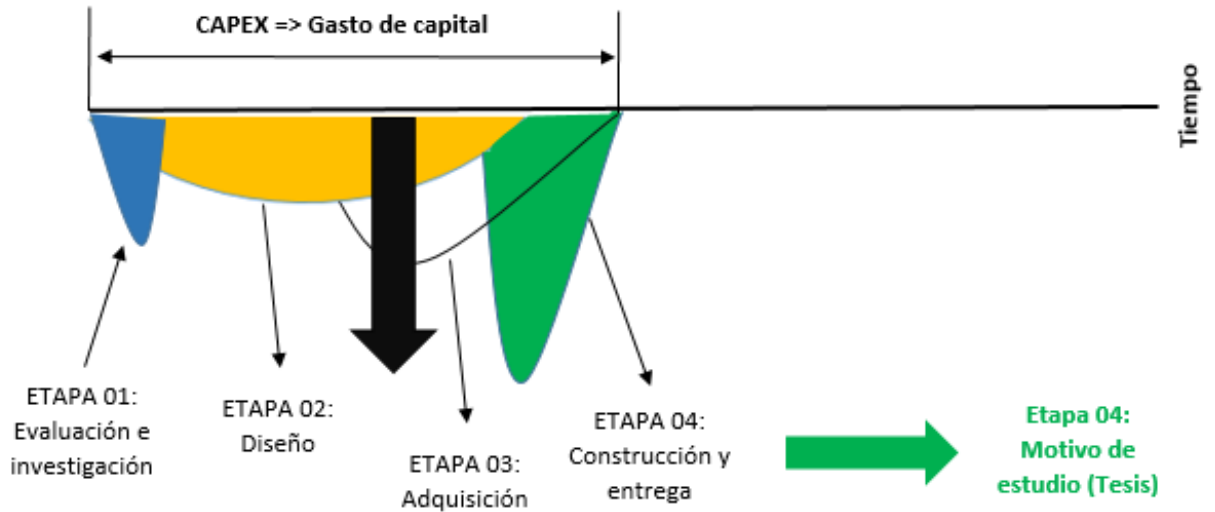 CAPEX => Gasto de capital
Tiempo
ETAPA 01:
Evaluación e
investigación
ETAPA 02:
Diseño
ETAPA 03:
Adquisición
ETAPA 04:
Construcción y
entrega
Etapa 04:
Motivo de
estudio (Tesis)